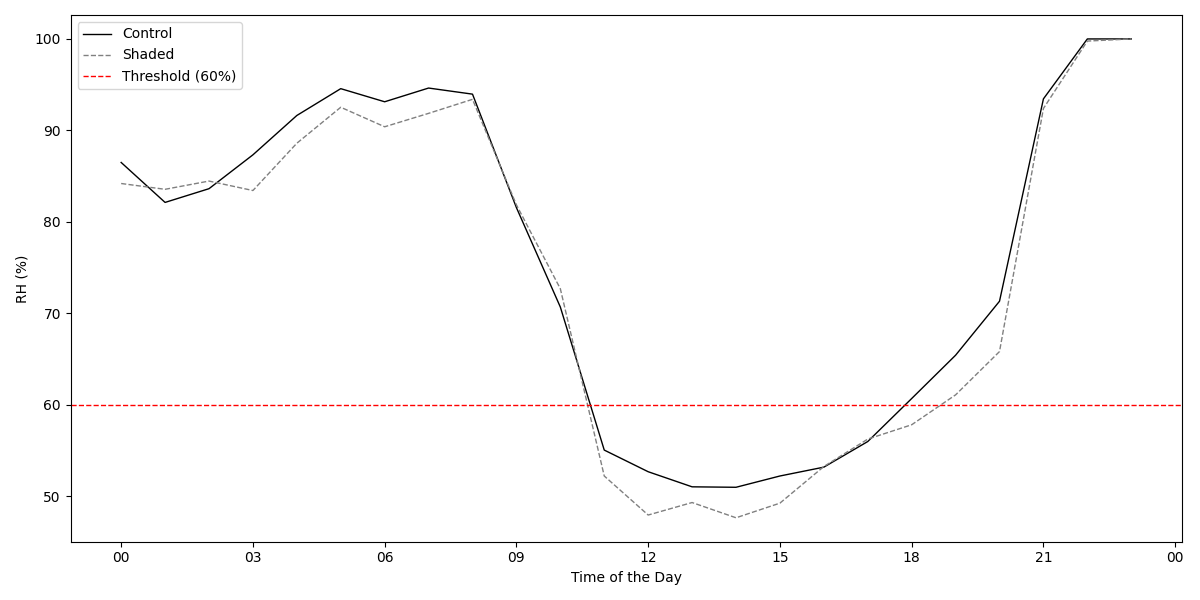 Control
Shaded
Threshold (60%)
RH (%)
100
90
80
70
60
50
00 03 06 09 12 15 18 21 00
Time of the Day